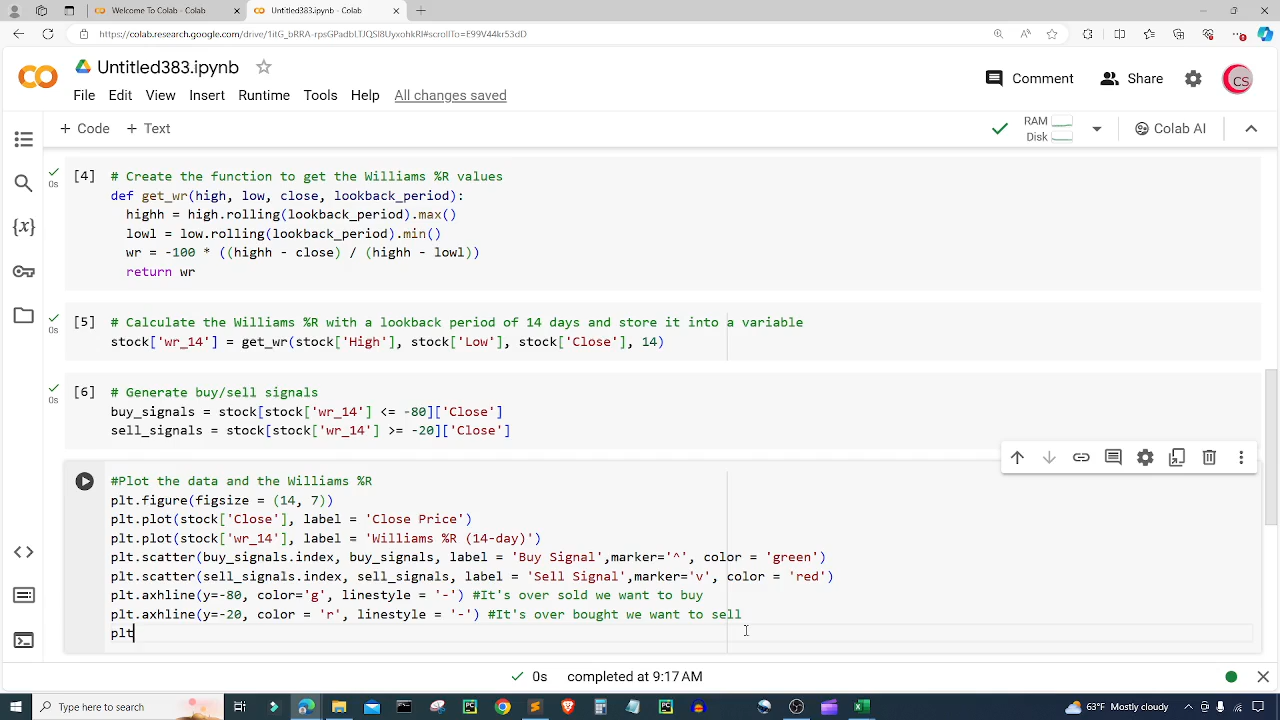 Welcome To Colab - Colab
Untitled383.ipynb - Colab
Untitled383.ipynb
Comment
Share
CS
File Edit View Insert Runtime Tools Help All changes saved
+ Code + Text
RAM
Disk
Colab AI
[4] # Create the function to get the Williams %R values
0s
def get_wr(high, low, close, lookback_period):
highh = high.rolling(lookback_period).max()
lowl = low.rolling(lookback_period).min()
wr = -100 * ((highh - close) / (highh - lowl))
return wr
[5] # Calculate the Williams %R with a lookback period of 14 days and store it into a variable
0s
stock['wr_14'] = get_wr(stock['High'], stock['Low'], stock['Close'], 14)
[6] # Generate buy/sell signals
0s
buy_signals = stock[stock['wr_14'] <= -80]['Close']
sell_signals = stock[stock['wr_14'] >= -20]['Close']
#Plot the data and the Williams %R
plt.figure(figsize = (14, 7))
plt.plot(stock['Close'], label = 'Close Price')
plt.plot(stock['wr_14'], label = 'Williams %R (14-day)')
plt.scatter(buy_signals.index, buy_signals, label = 'Buy Signal',marker='^', color = 'green')
plt.scatter(sell_signals.index, sell_signals, label = 'Sell Signal',marker='v', color = 'red')
plt.axhline(y=-80, color='g', linestyle = '-') #It's over sold we want to buy
plt.axhline(y=-20, color = 'r', linestyle = '-') #It's over bought we want to sell
plt
0s completed at 9:17 AM
Type here to search
69°F Mostly cloudy